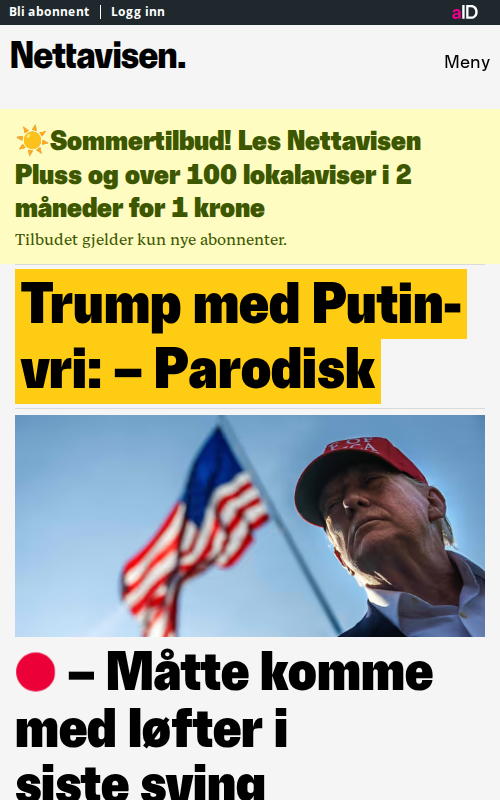 Bli abonnent | Logg inn
aID
Nettavisen.
Meny
☀️Sommertilbud! Les Nettavisen
Pluss og over 100 lokalaviser i 2
måneder for 1 krone
Tilbudet gjelder kun nye abonnenter.
Trump med Putin-
vri: – Parodisk
– Måtte komme
med løfter i
siste sving